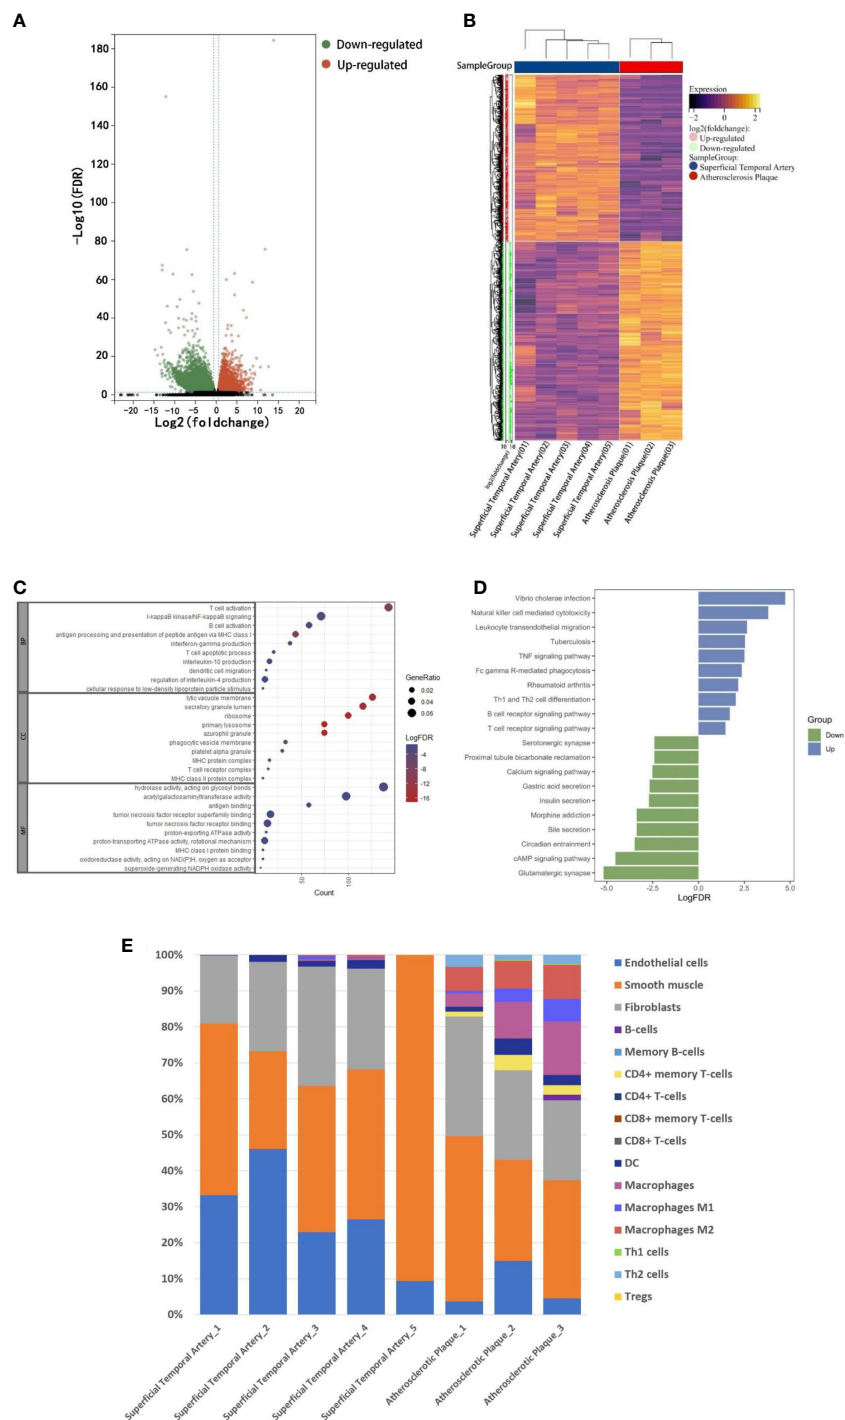 A
Down-regulated
Up-regulated
180
160
140
120
100
80
60
40
20
0
-Log10(FDR)
-20
-15
-10
-5
0
5
10
15
20
Log2(foldchange)
B
SampleGroup
Expression
-2
0
2
log2(foldchange):
Up-regulated
Down-regulated
SampleGroup:
Superficial Temporal Artery
Atherosclerosis Plaque
log2(foldchange)
Superficial Temporal Artery(01)
Superficial Temporal Artery(02)
Superficial Temporal Artery(03)
Superficial Temporal Artery(04)
Superficial Temporal Artery(05)
Atherosclerosis Plaque(01)
Atherosclerosis Plaque(02)
Atherosclerosis Plaque(03)
C
BP
T cell activation
I-kappaB kinase/NF-kappaB signaling
B cell activation
antigen processing and presentation of peptide antigen via MHC class I
interferon-gamma production
T cell apoptotic process
interleukin-10 production
dendritic cell migration
regulation of interleukin-4 production
cellular response to low-density lipoprotein particle stimulus
CC
lytic vacuole membrane
secretory granule lumen
ribosome
primary lysosome
azurophil granule
phagocytic vesicle membrane
platelet alpha granule
MHC protein complex
T cell receptor complex
MHC class II protein complex
MF
hydrolase activity, acting on glycosyl bonds
acetylgalactosaminyltransferase activity
antigen binding
tumor necrosis factor receptor superfamily binding
tumor necrosis factor receptor binding
proton-exporting ATPase activity
proton-transporting ATPase activity, rotational mechanism
MHC class I protein binding
oxidoreductase activity, acting on NAD(P)H, oxygen as acceptor
superoxide-generating NADPH oxidase activity
50
100
Count
GeneRatio
0.02
0.04
0.06
LogFDR
-4
-8
-12
-16
D
Vibrio cholerae infection
Natural killer cell mediated cytotoxicity
Leukocyte transendothelial migration
Tuberculosis
TNF signaling pathway
Fc gamma R-mediated phagocytosis
Rheumatoid arthritis
Th1 and Th2 cell differentiation
B cell receptor signaling pathway
T cell receptor signaling pathway
Serotonergic synapse
Proximal tubule bicarbonate reclamation
Calcium signaling pathway
Gastric acid secretion
Insulin secretion
Morphine addiction
Bile secretion
Circadian entrainment
cAMP signaling pathway
Glutamatergic synapse
-5.0
-2.5
0.0
2.5
5.0
LogFDR
Group
Down
Up
E
100%
90%
80%
70%
60%
50%
40%
30%
20%
10%
0%
Superficial Temporal Artery_1
Superficial Temporal Artery_2
Superficial Temporal Artery_3
Superficial Temporal Artery_4
Superficial Temporal Artery_5
Atherosclerotic Plaque_1
Atherosclerotic Plaque_2
Atherosclerotic Plaque_3
Endothelial cells
Smooth muscle
Fibroblasts
B-cells
Memory B-cells
CD4+ memory T-cells
CD4+ T-cells
CD8+ memory T-cells
CD8+ T-cells
DC
Macrophages
Macrophages M1
Macrophages M2
Th1 cells
Th2 cells
Tregs